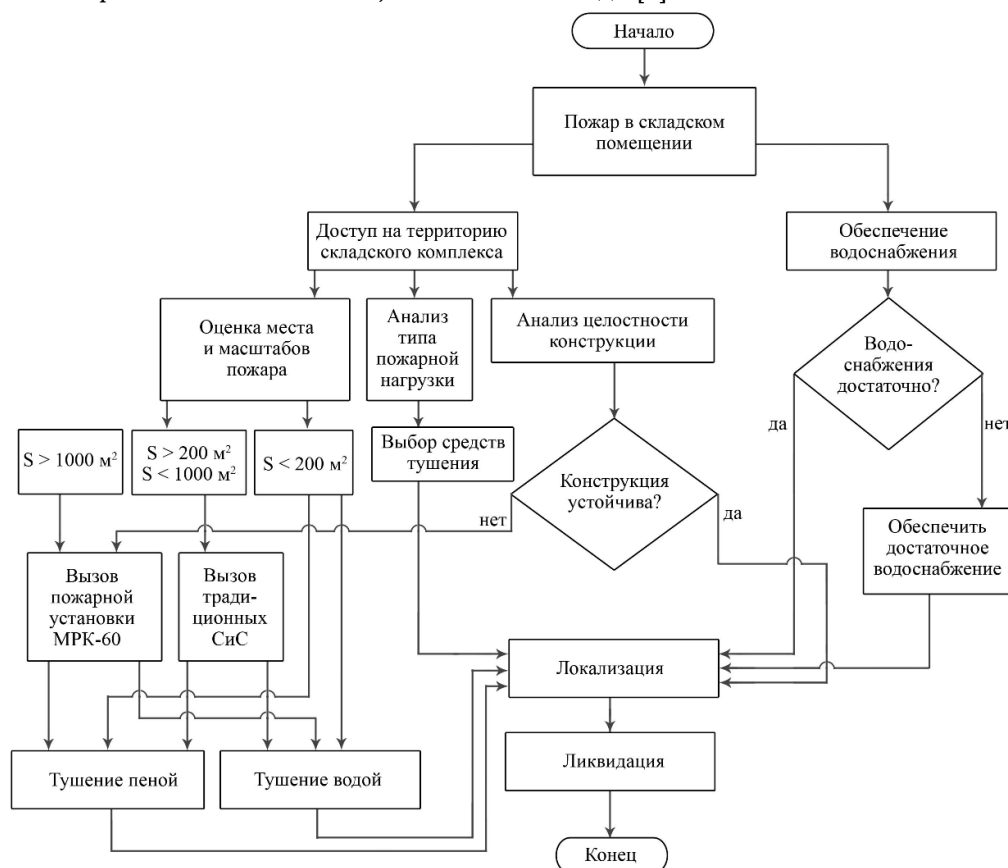 Начало
Пожар в складском
помещении
Доступ на территорию
складского комплекса
Обеспечение
водоснабжения
Оценка места
и масштабов
пожара
Анализ
типа
пожарной
нагрузки
Анализ целостности
конструкции
Водо-
снабжения
достаточно?
да
нет
S > 1000 м²
S > 200 м²
S < 1000 м²
S < 200 м²
Выбор средств
тушения
Конструкция
устойчива?
нет
да
Обеспечить
достаточное
водоснабжение
Вызов
пожарной
установки
МРК-60
Вызов
тради-
ционных
СиС
Локализация
Тушение пеной
Тушение водой
Ликвидация
Конец